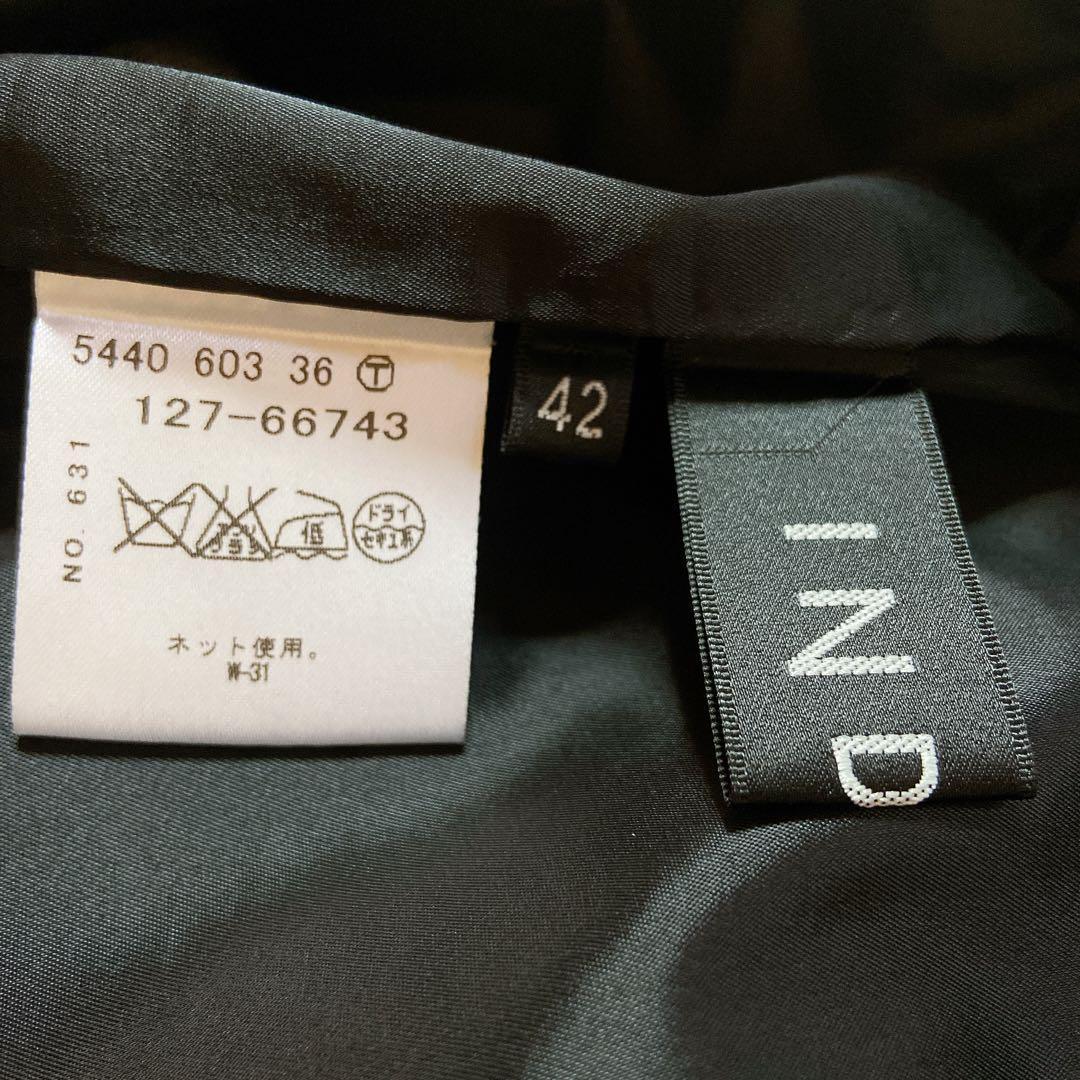 5440 603 36 Ⓣ
127-66743
NO. 631
低
ドライ
セキユ系
ネット使用。
W-31
42
IND